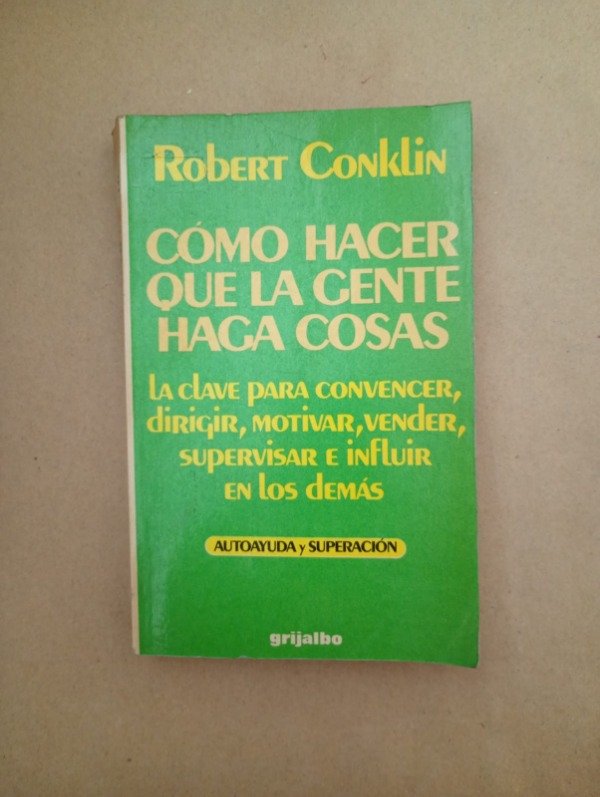 Robert Conklin
CÓMO HACER
QUE LA GENTE
HAGA COSAS
La clave para convencer,
dirigir, motivar, vender,
supervisar e influir
en los demás
AUTOAYUDA y SUPERACIÓN
grijalbo